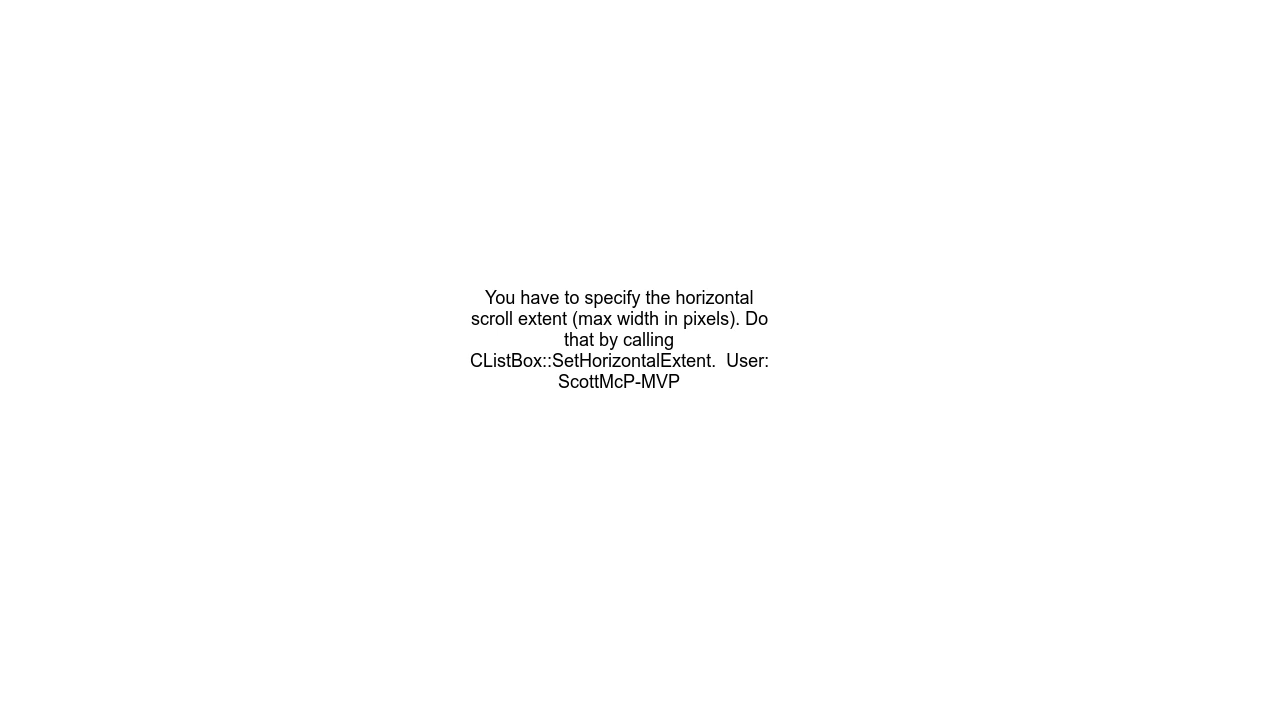 You have to specify the horizontal
scroll extent (max width in pixels). Do
that by calling
CListBox::SetHorizontalExtent.  User:
ScottMcP-MVP